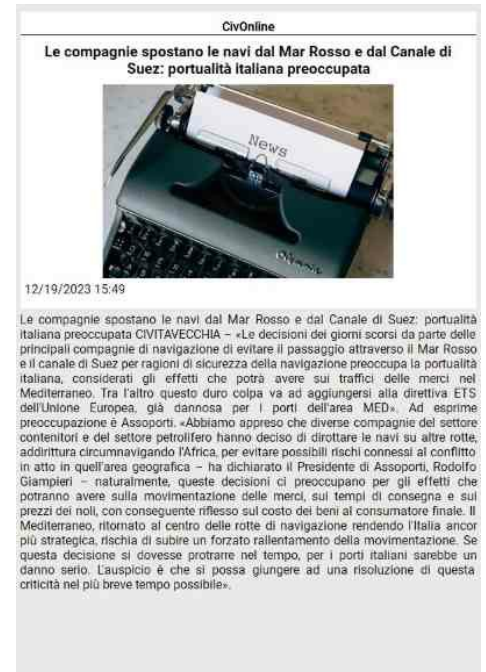 CivOnline
Le compagnie spostano le navi dal Mar Rosso e dal Canale di
Suez: portualità italiana preoccupata
News
12/19/2023 15:49
Le compagnie spostano le navi dal Mar Rosso e dal Canale di Suez: portualità
italiana preoccupata CIVITAVECCHIA – «Le decisioni dei giorni scorsi da parte delle
principali compagnie di navigazione di evitare il passaggio attraverso il Mar Rosso
e il canale di Suez per ragioni di sicurezza della navigazione preoccupa la portualità
italiana, considerati gli effetti che potrà avere sui traffici delle merci nel
Mediterraneo. Tra l'altro questo duro colpo va ad aggiungersi alla direttiva ETS
dell'Unione Europea, già dannosa per i porti dell'area MED». Ad esprime
preoccupazione è Assoporti. «Abbiamo appreso che diverse compagnie del settore
contenitori e del settore petrolifero hanno deciso di dirottare le navi su altre rotte,
addirittura circumnavigando l'Africa, per evitare possibili rischi connessi al conflitto
in atto in quell'area geografica – ha dichiarato il Presidente di Assoporti, Rodolfo
Giampieri – naturalmente, queste decisioni ci preoccupano per gli effetti che
potranno avere sulla movimentazione delle merci, sui tempi di consegna e sui
prezzi dei noli, con conseguente riflesso sul costo dei beni al consumatore finale. Il
Mediterraneo, ritornato al centro delle rotte di navigazione rendendo l'Italia ancor
più strategica, rischia di subire un forzato rallentamento della movimentazione. Se
questa decisione si dovesse protrarre nel tempo, per i porti italiani sarebbe un
danno serio. L'auspicio è che si possa giungere ad una risoluzione di questa
criticità nel più breve tempo possibile».